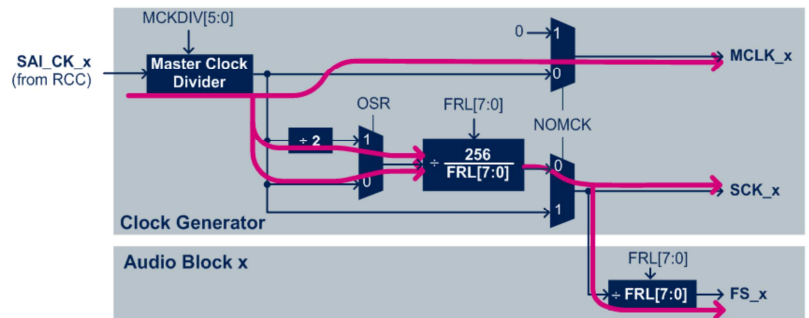 MCKDIV[5:0]
0
1
SAI_CK_x
(from RCC)
Master Clock
Divider
MCLK_x
0
OSR
FRL[7:0]
NOMCK
÷ 2
1
÷ 256
FRL[7:0]
0
0
SCK_x
1
Clock Generator
Audio Block x
FRL[7:0]
÷ FRL[7:0]
FS_x